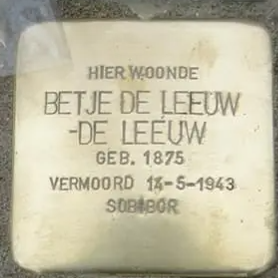 HIER WOONDE
BETJE DE LEEUW
-DE LEEUW
GEB. 1875
VERMOORD 14-5-1943
SOBIBOR